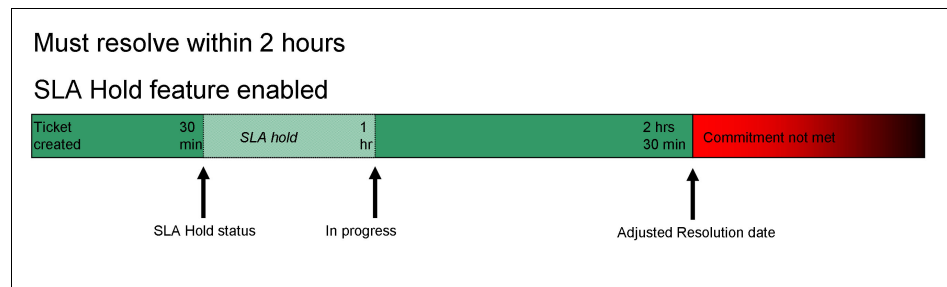 Must resolve within 2 hours
SLA Hold feature enabled
Ticket created
30 min
SLA hold
1 hr
2 hrs 30 min
Commitment not met
SLA Hold status
In progress
Adjusted Resolution date